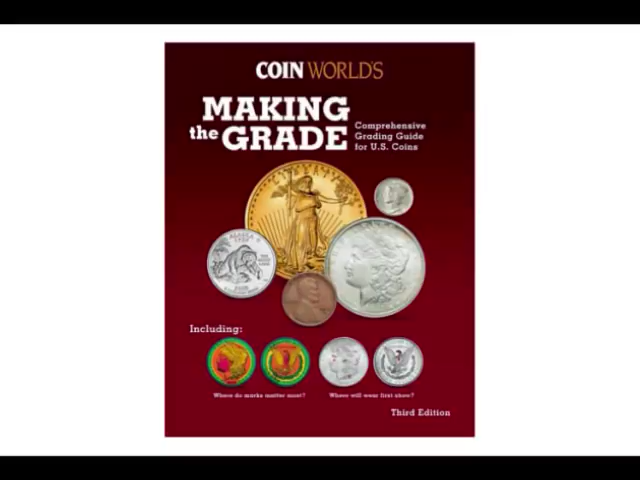 COIN WORLD'S
MAKING
the GRADE
Comprehensive
Grading Guide
for U.S. Coins
ALASKA
Including:
Where do marks matter most?
Where will wear first show?
Third Edition